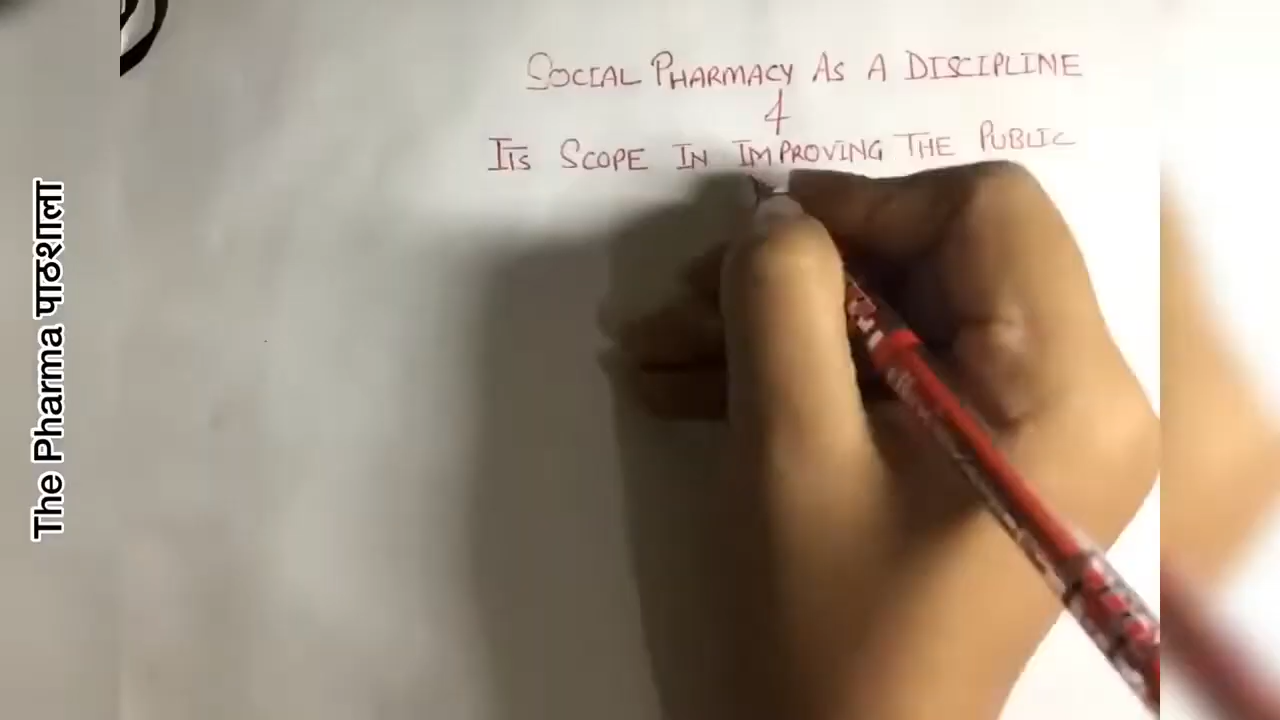 SOCIAL PHARMACY AS A DISCIPLINE
&
ITS SCOPE IN IMPROVING THE PUBLIC
The Pharma पाठशाला